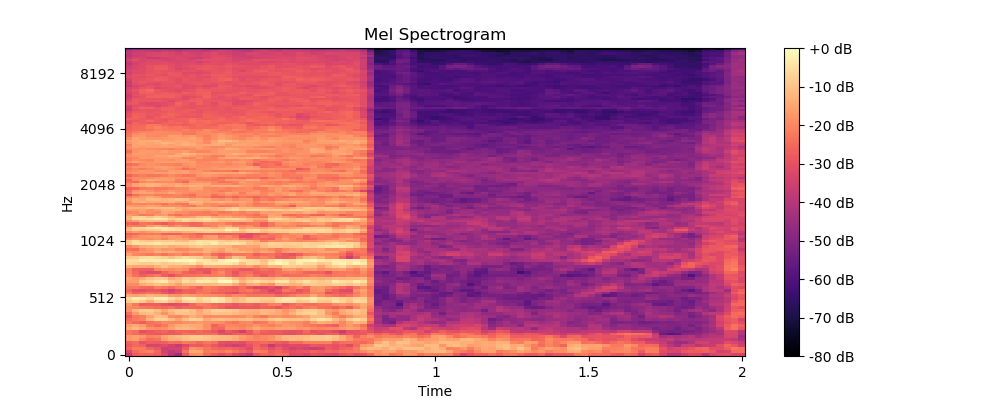 Mel Spectrogram
Hz
8192
4096
2048
1024
512
0
0 0.5 1 1.5 2
Time
+0 dB
-10 dB
-20 dB
-30 dB
-40 dB
-50 dB
-60 dB
-70 dB
-80 dB